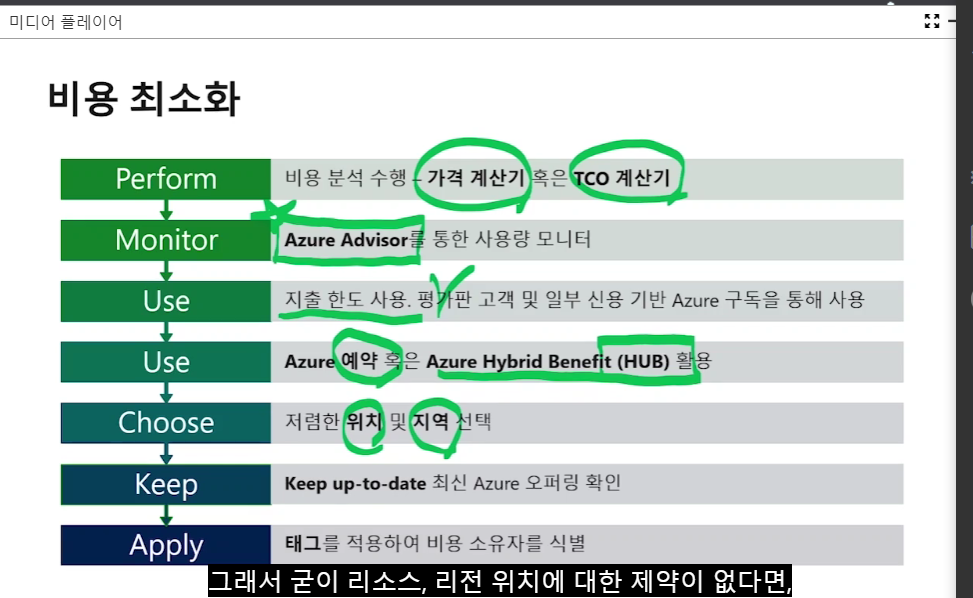 미디어 플레이어
비용 최소화
Perform
비용 분석 수행 – 가격 계산기 혹은 TCO 계산기
Monitor
Azure Advisor를 통한 사용량 모니터
Use
지출 한도 사용. 평가판 고객 및 일부 신용 기반 Azure 구독을 통해 사용
Use
Azure 예약 혹은 Azure Hybrid Benefit (HUB) 활용
Choose
저렴한 위치 및 지역 선택
Keep
Keep up-to-date 최신 Azure 오퍼링 확인
Apply
태그를 적용하여 비용 소유자를 식별
그래서 굳이 리소스, 리전 위치에 대한 제약이 없다면,